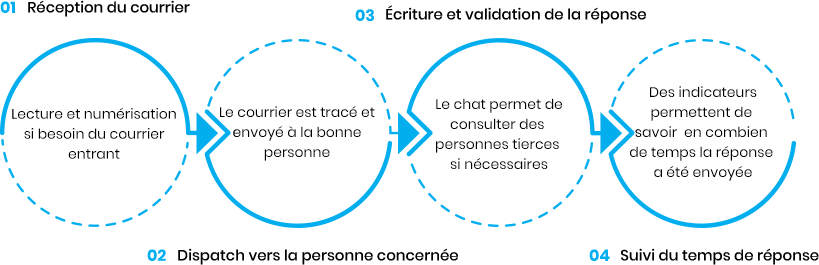 01 Réception du courrier
Lecture et numérisation
si besoin du courrier
entrant
02 Dispatch vers la personne concernée
Le courrier est tracé et
envoyé à la bonne
personne
03 Écriture et validation de la réponse
Le chat permet de
consulter des
personnes tierces
si nécessaires
04 Suivi du temps de réponse
Des indicateurs
permettent de
savoir en combien
de temps la réponse
a été envoyée